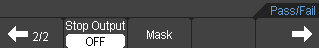 Pass/Fail
2/2
Stop Output
OFF
Mask